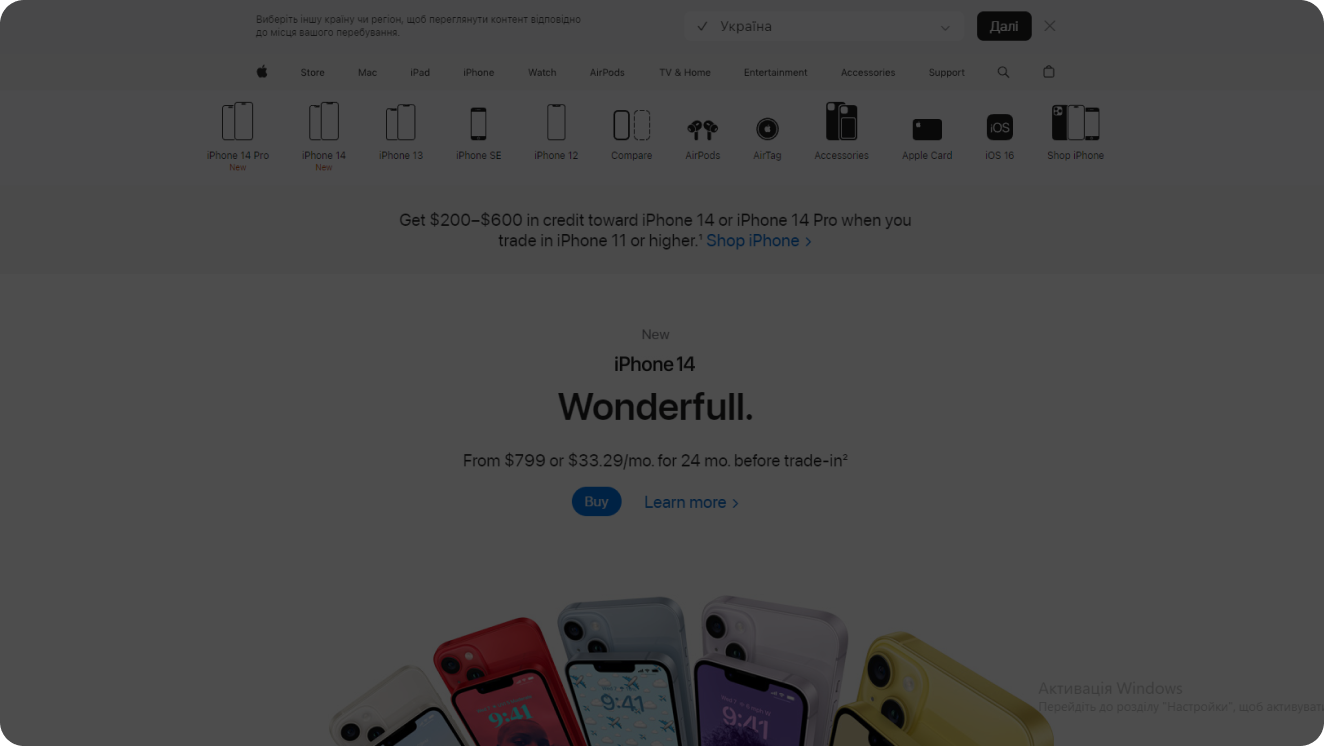 Виберіть іншу країну чи регіон, щоб переглянути контент відповідно
до місця вашого перебування.
Україна
Далі
Store Mac iPad iPhone Watch AirPods TV & Home Entertainment Accessories Support
iPhone 14 Pro iPhone 14 iPhone 13 iPhone SE iPhone 12 Compare AirPods AirTag Accessories Apple Card iOS 16 Shop iPhone
New New
iOS
Get $200–$600 in credit toward iPhone 14 or iPhone 14 Pro when you
trade in iPhone 11 or higher.¹ Shop iPhone >
New
iPhone 14
Wonderfull.
From $799 or $33.29/mo. for 24 mo. before trade-in²
Buy Learn more >
9:41 9:41 9:41
Активація Windows
Перейдіть до розділу "Настройки", щоб активувати